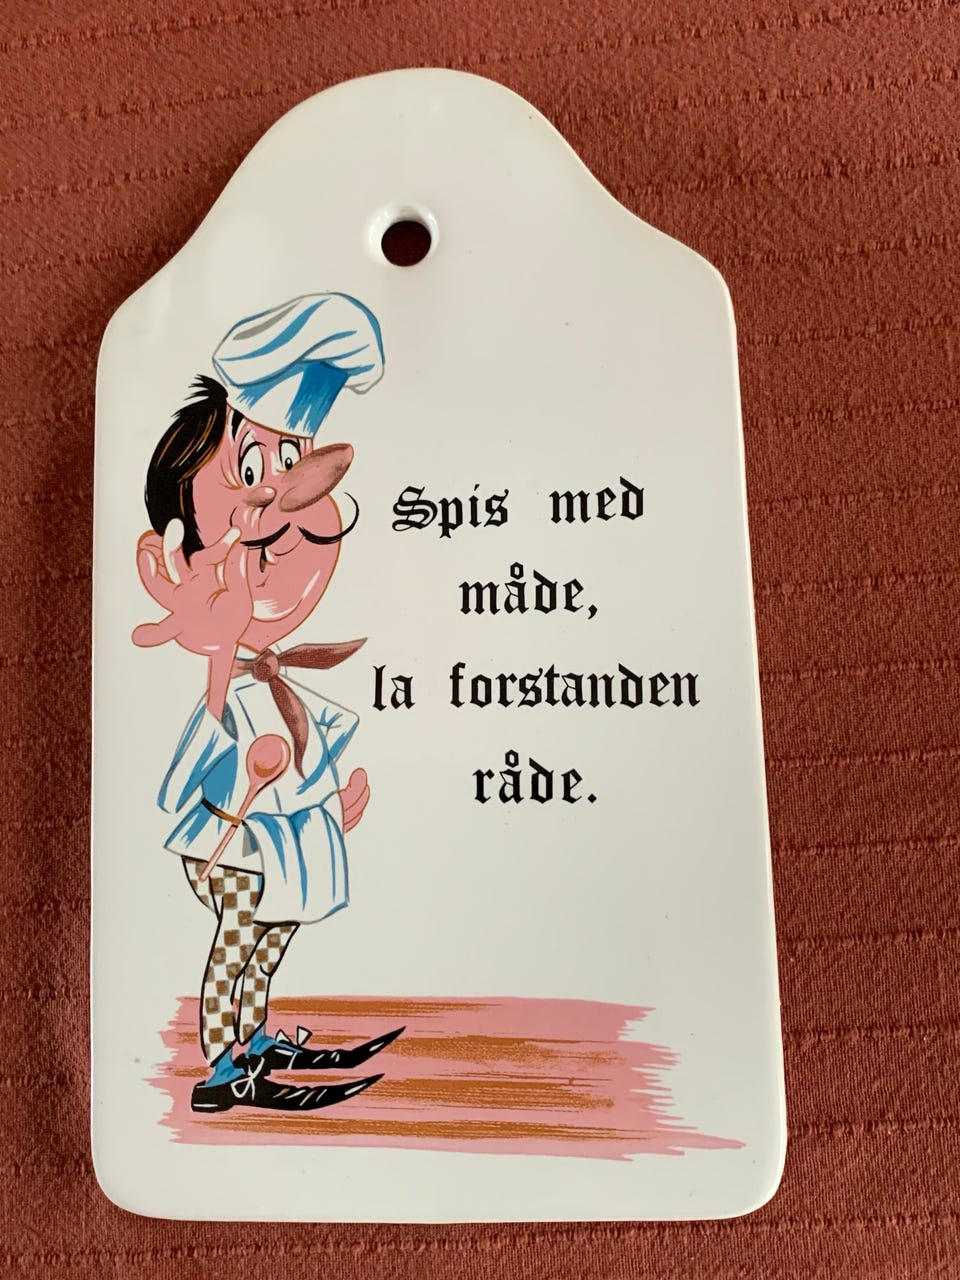 Spis med
måde,
la forstanden
råde.